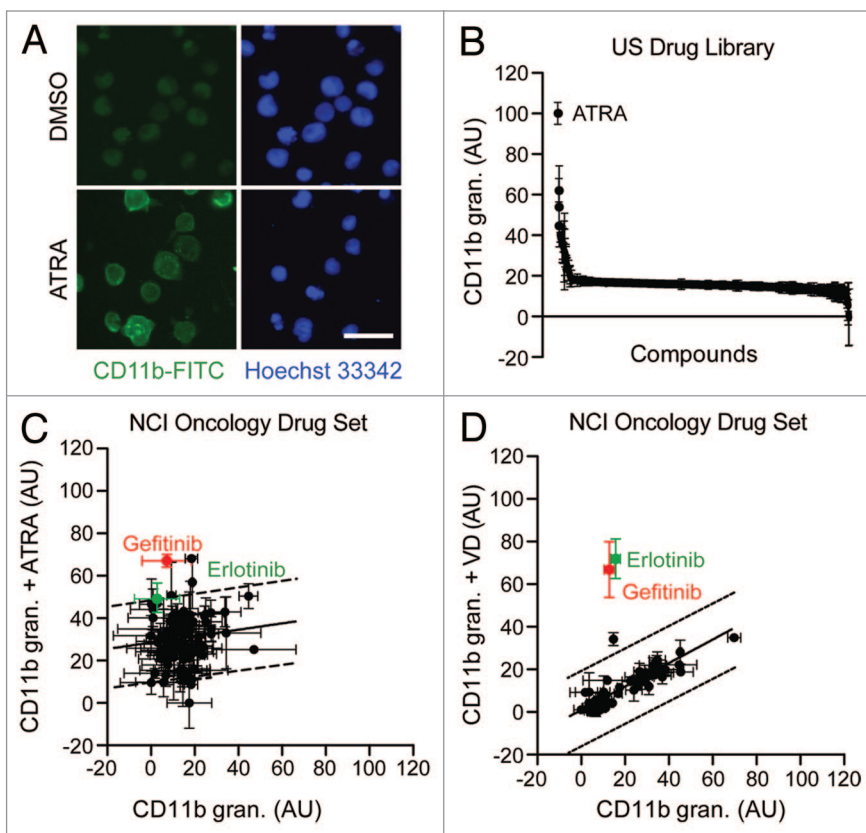 A
DMSO
ATRA
CD11b-FITC
Hoechst 33342
B
US Drug Library
CD11b gran. (AU)
120
100
80
60
40
20
0
-20
ATRA
Compounds
C
NCI Oncology Drug Set
CD11b gran. + ATRA (AU)
120
100
80
60
40
20
0
-20
Gefitinib
Erlotinib
-20 0 20 40 60 80 100 120
CD11b gran. (AU)
D
NCI Oncology Drug Set
CD11b gran. + VD (AU)
120
100
80
60
40
20
0
-20
Erlotinib
Gefitinib
-20 0 20 40 60 80 100 120
CD11b gran. (AU)